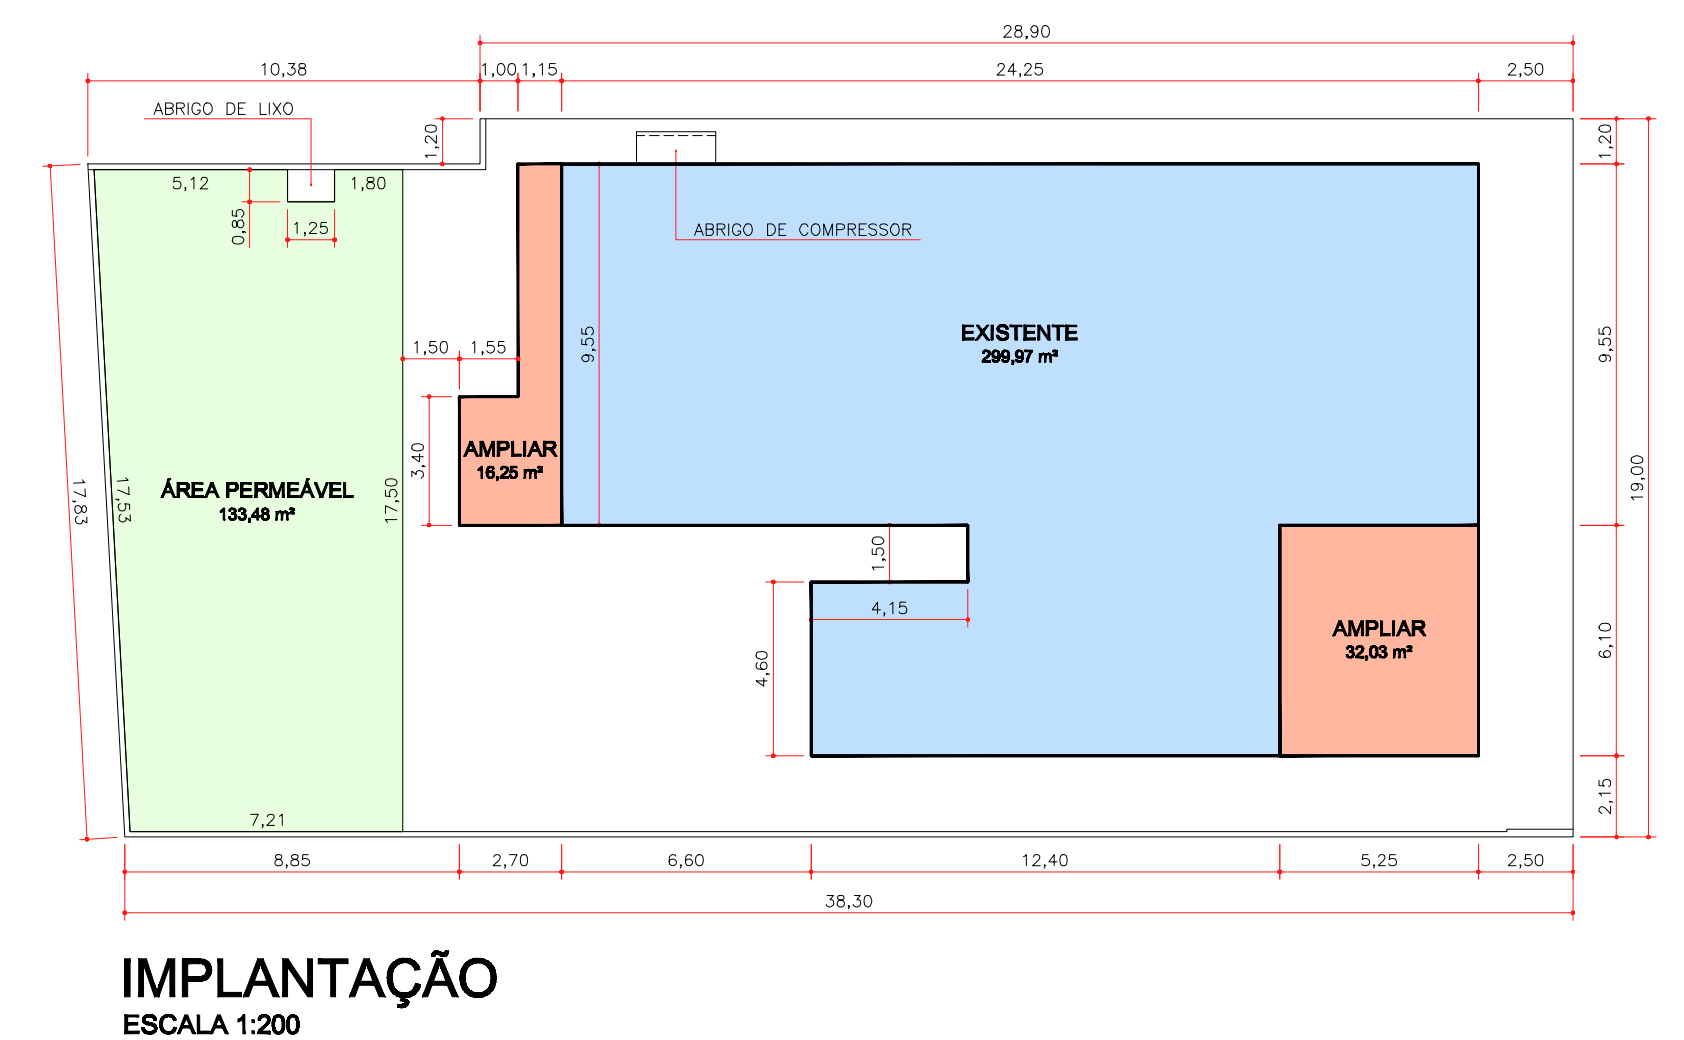 28,90
10,38
1,00
1,15
24,25
2,50
ABRIGO DE LIXO
1,20
1,20
5,12
1,80
0,85
1,25
ABRIGO DE COMPRESSOR
EXISTENTE
299,97 m²
9,55
9,55
1,50
1,55
3,40
AMPLIAR
16,25 m²
ÁREA PERMEÁVEL
133,48 m²
17,83
17,53
17,50
19,00
1,50
4,15
4,60
AMPLIAR
32,03 m²
6,10
2,15
7,21
8,85
2,70
6,60
12,40
5,25
2,50
38,30
IMPLANTAÇÃO
ESCALA 1:200